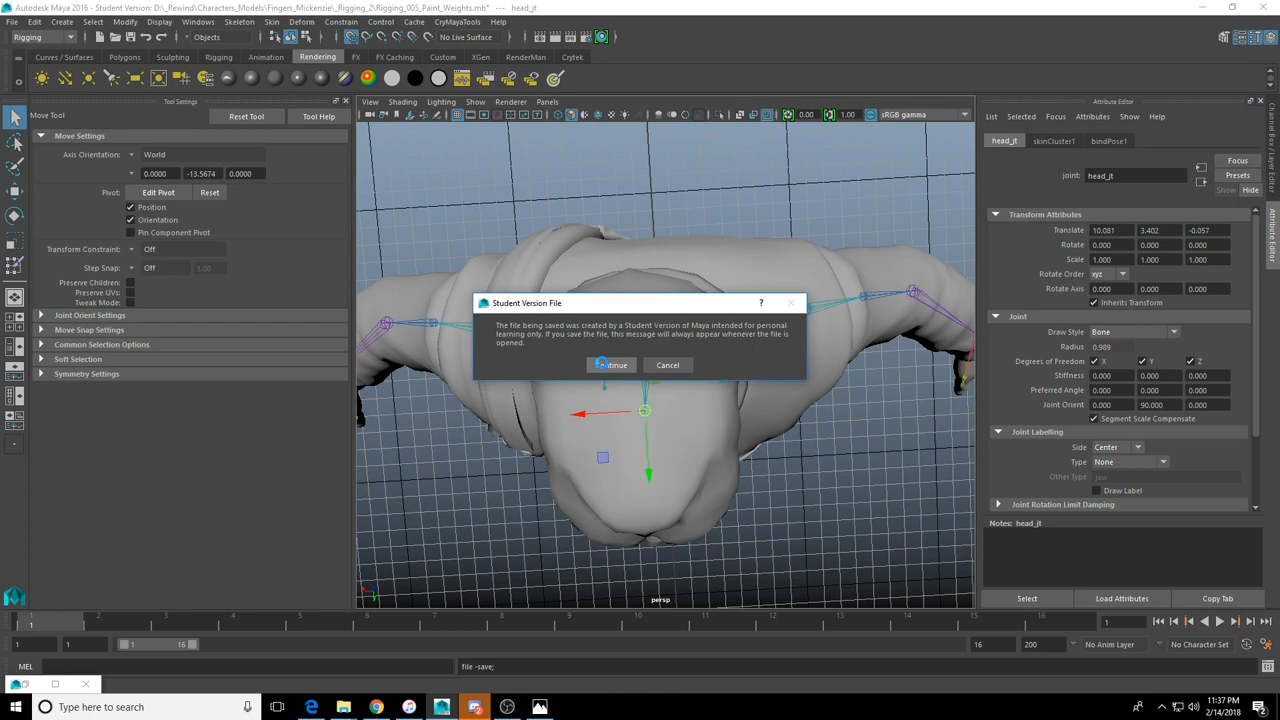 Autodesk Maya 2016 - Student Version: D:\_Rewind\Characters_Models\Fingers_Mickenzie\_Rigging_2\Rigging_005_Paint_Weights.mb* --- head_jt
File Edit Create Select Modify Display Windows Skeleton Skin Deform Constrain Control Cache CryMayaTools Help
Rigging Objects No Live Surface
Curves / Surfaces Polygons Sculpting Rigging Animation Rendering FX FX Caching Custom XGen RenderMan Crytek
Tool Settings
Move Tool Reset Tool Tool Help
Move Settings
Axis Orientation: World
0.0000 -13.5674 0.0000
Pivot: Edit Pivot Reset
Position
Orientation
Pin Component Pivot
Transform Constraint: Off
Step Snap: Off 1.00
Preserve Children:
Preserve UVs:
Tweak Mode:
Joint Orient Settings
Move Snap Settings
Common Selection Options
Soft Selection
Symmetry Settings
View Shading Lighting Show Renderer Panels
0.00 1.00 sRGB gamma
Student Version File ?
The file being saved was created by a Student Version of Maya intended for personal
learning only. If you save the file, this message will always appear whenever the file is
opened.
Cancel
persp
Attribute Editor
List Selected Focus Attributes Show Help
head_jt skinCluster1 bindPose1
joint: head_jt
Focus
Presets
Show Hide
Transform Attributes
Translate 10.081 3.402 -0.057
Rotate 0.000 0.000 0.000
Scale 1.000 1.000 1.000
Rotate Order xyz
Rotate Axis 0.000 0.000 0.000
Inherits Transform
Joint
Draw Style Bone
Radius 0.989
Degrees of Freedom X Y Z
Stiffness 0.000 0.000 0.000
Preferred Angle 0.000 0.000 0.000
Joint Orient 0.000 90.000 0.000
Segment Scale Compensate
Joint Labelling
Side Center
Type None
Other Type Jaw
Draw Label
Joint Rotation Limit Damping
Notes: head_jt
Select Load Attributes Copy Tab
Channel Box / Layer Editor
Attribute Editor
1 2 3 4 5 6 7 8 9 10 11 12 13 14 15 16
1 1
1 1 1 16 16 200 No Anim Layer No Character Set
MEL file -save;
Type here to search
11:37 PM
2/14/2018